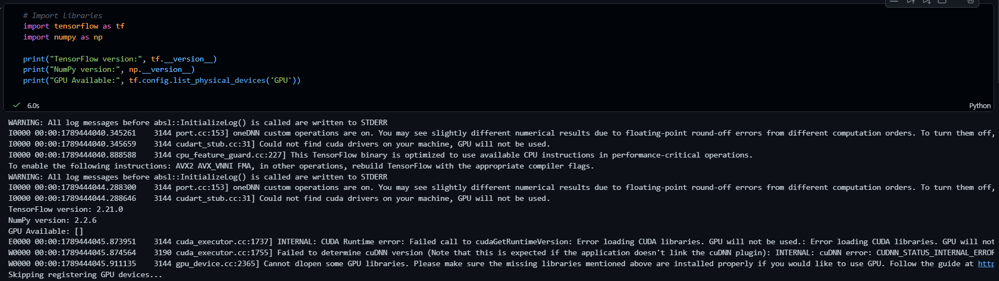 # Import Libraries
import tensorflow as tf
import numpy as np
print("TensorFlow version:", tf.__version__)
print("NumPy version:", np.__version__)
print("GPU Available:", tf.config.list_physical_devices('GPU'))
6.0s
Python
WARNING: All log messages before absl::InitializeLog() is called are written to STDERR
I0000 00:00:1789444040.345261    3144 port.cc:153] oneDNN custom operations are on. You may see slightly different numerical results due to floating-point round-off errors from different computation orders. To turn them off,
I0000 00:00:1789444040.345659    3144 cudart_stub.cc:31] Could not find cuda drivers on your machine, GPU will not be used.
I0000 00:00:1789444040.888588    3144 cpu_feature_guard.cc:227] This TensorFlow binary is optimized to use available CPU instructions in performance-critical operations.
To enable the following instructions: AVX2 AVX_VNNI FMA, in other operations, rebuild TensorFlow with the appropriate compiler flags.
WARNING: All log messages before absl::InitializeLog() is called are written to STDERR
I0000 00:00:1789444044.288300    3144 port.cc:153] oneDNN custom operations are on. You may see slightly different numerical results due to floating-point round-off errors from different computation orders. To turn them off,
I0000 00:00:1789444044.288646    3144 cudart_stub.cc:31] Could not find cuda drivers on your machine, GPU will not be used.
TensorFlow version: 2.21.0
NumPy version: 2.2.6
GPU Available: []
E0000 00:00:1789444045.873951    3144 cuda_executor.cc:1737] INTERNAL: CUDA Runtime error: Failed call to cudaGetRuntimeVersion: Error loading CUDA libraries. GPU will not be used.: Error loading CUDA libraries. GPU will not
W0000 00:00:1789444045.874564    3190 cuda_executor.cc:1755] Failed to determine cuDNN version (Note that this is expected if the application doesn't link the cuDNN plugin): INTERNAL: cuDNN error: CUDNN_STATUS_INTERNAL_ERROR
W0000 00:00:1789444045.911135    3144 gpu_device.cc:2365] Cannot dlopen some GPU libraries. Please make sure the missing libraries mentioned above are installed properly if you would like to use GPU. Follow the guide at http
Skipping registering GPU devices...